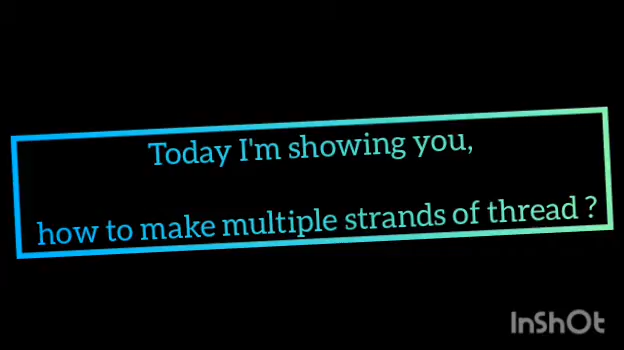 Today I'm showing you,
how to make multiple strands of thread ?
InShOt